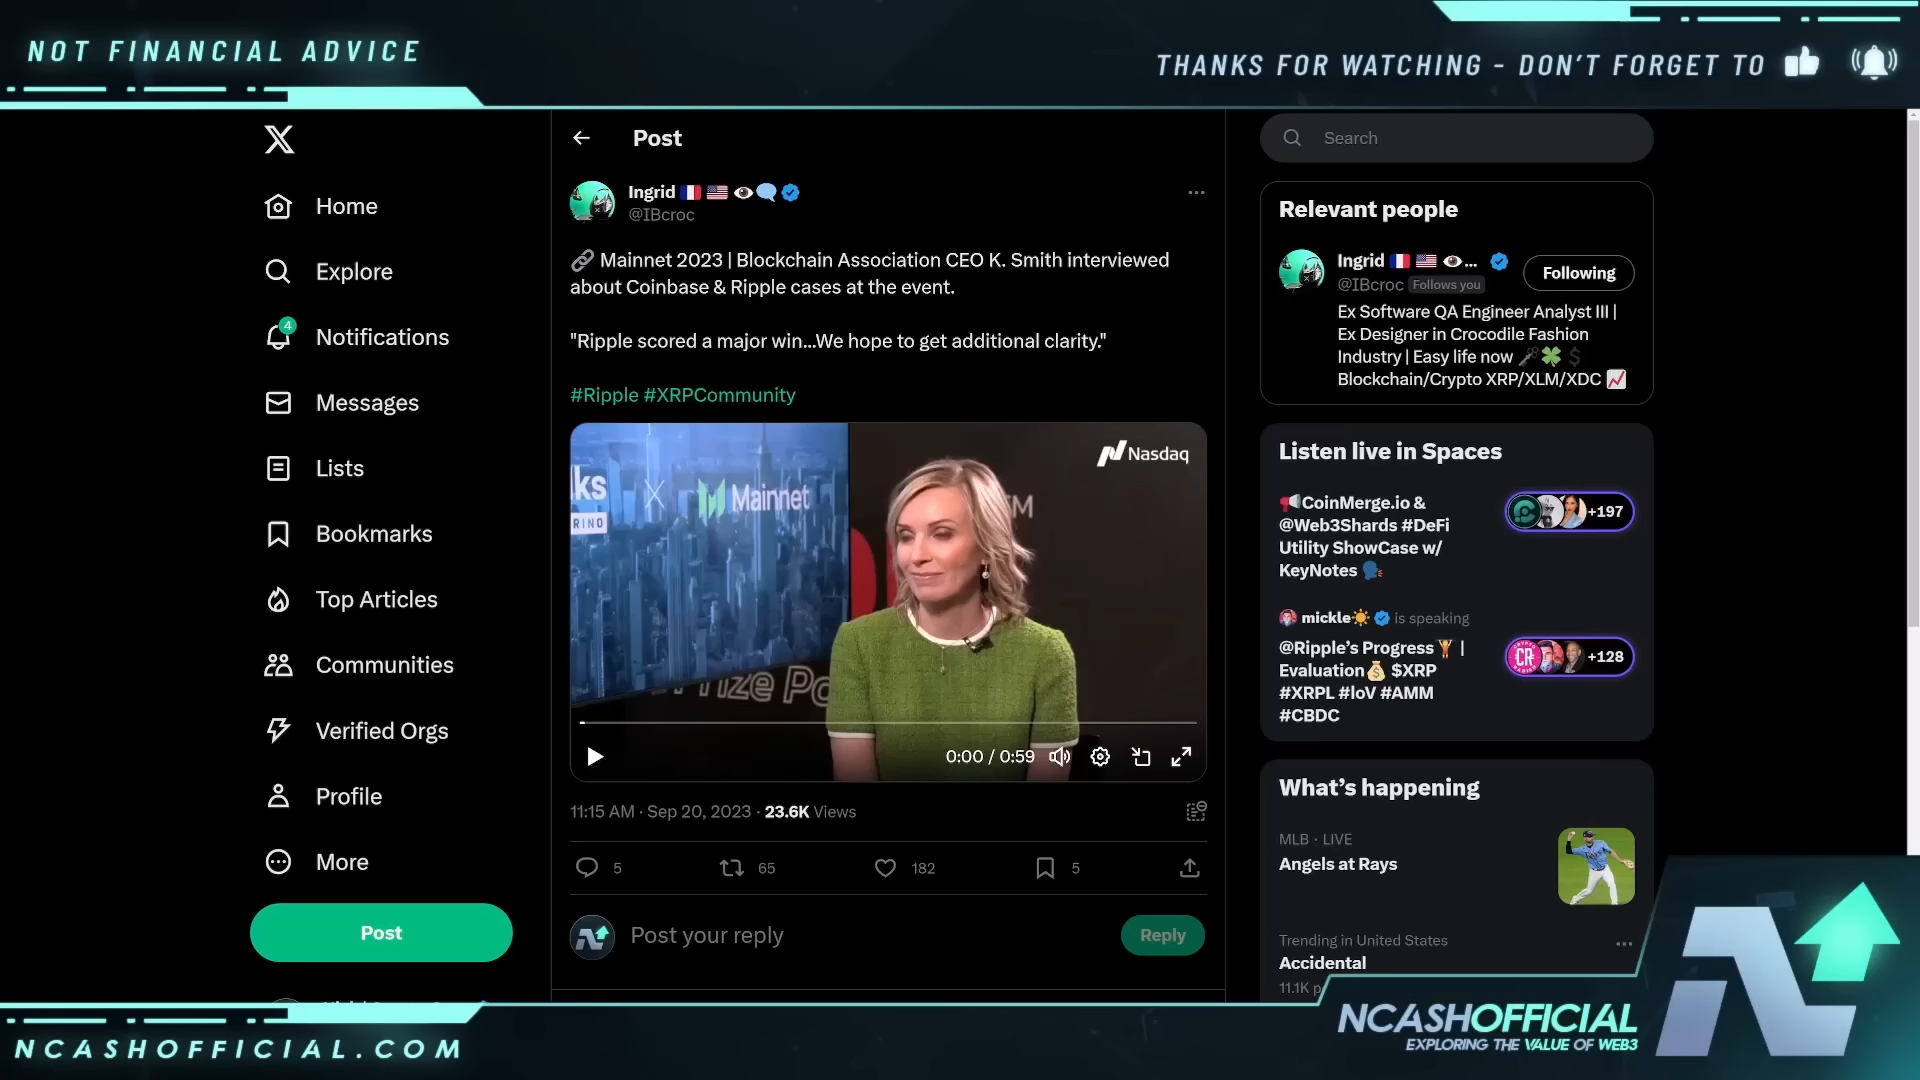 NOT FINANCIAL ADVICE
THANKS FOR WATCHING - DON'T FORGET TO
Home
Explore
4
Notifications
Messages
Lists
Bookmarks
Top Articles
Communities
Verified Orgs
Profile
More
Post
Post
Ingrid
@IBcroc
Mainnet 2023 | Blockchain Association CEO K. Smith interviewed
about Coinbase & Ripple cases at the event.
"Ripple scored a major win...We hope to get additional clarity."
#Ripple #XRPCommunity
Nasdaq
ks
Mainnet
RINO
0:00 / 0:59
11:15 AM · Sep 20, 2023 · 23.6K Views
5
65
182
5
Post your reply
Reply
Search
Relevant people
Ingrid
...
Following
@IBcroc Follows you
Ex Software QA Engineer Analyst III |
Ex Designer in Crocodile Fashion
Industry | Easy life now
Blockchain/Crypto XRP/XLM/XDC
Listen live in Spaces
CoinMerge.io &
@Web3Shards #DeFi
Utility ShowCase w/
KeyNotes
+197
mickle is speaking
@Ripple's Progress |
Evaluation $XRP
#XRPL #IoV #AMM
#CBDC
CR
+128
What's happening
MLB · LIVE
Angels at Rays
Trending in United States
Accidental
11.1K
NCASHOFFICIAL.COM
NCASHOFFICIAL
EXPLORING THE VALUE OF WEB3